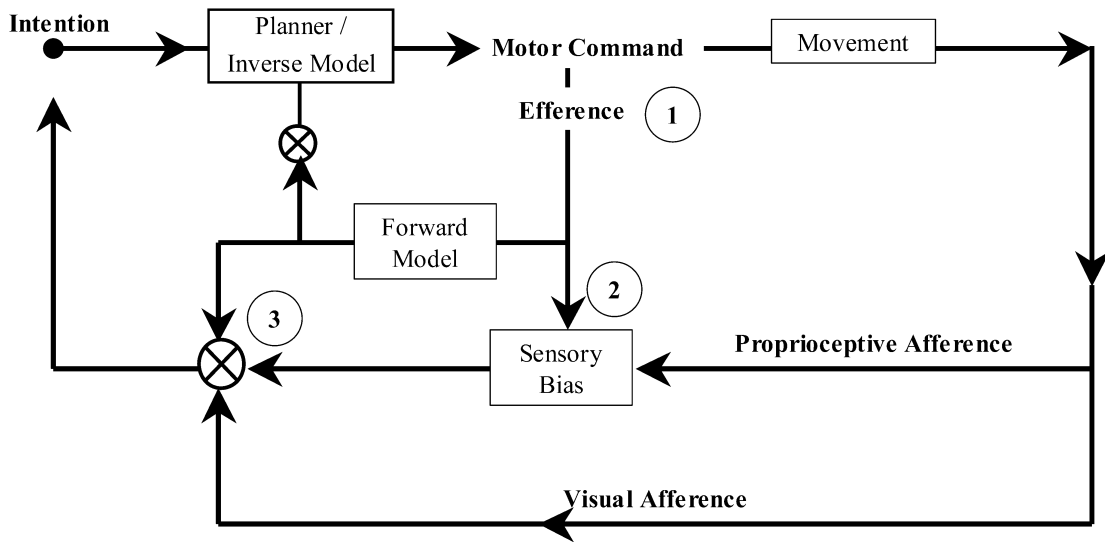 Intention
Planner /
Inverse Model
Motor Command
Movement
Efference
1
Forward
Model
2
3
Sensory
Bias
Proprioceptive Afference
Visual Afference